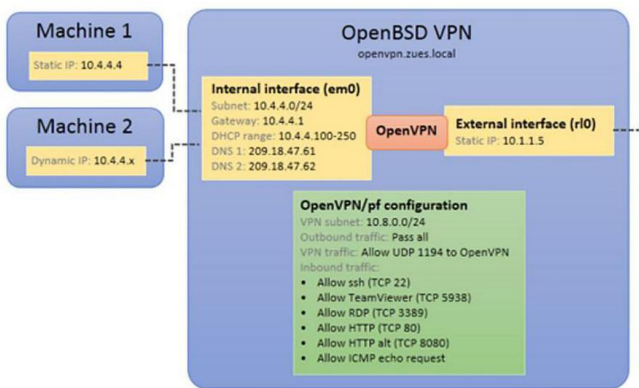 Machine 1
Static IP: 10.4.4.4
Machine 2
Dynamic IP: 10.4.4.x
OpenBSD VPN
openvpn.zues.local
Internal interface (em0)
Subnet: 10.4.4.0/24
Gateway: 10.4.4.1
DHCP range: 10.4.4.100-250
DNS 1: 209.18.47.61
DNS 2: 209.18.47.62
OpenVPN
External interface (rl0)
Static IP: 10.1.1.5
OpenVPN/pf configuration
VPN subnet: 10.8.0.0/24
Outbound traffic: Pass all
VPN traffic: Allow UDP 1194 to OpenVPN
Inbound traffic:
• Allow ssh (TCP 22)
• Allow TeamViewer (TCP 5938)
• Allow RDP (TCP 3389)
• Allow HTTP (TCP 80)
• Allow HTTP alt (TCP 8080)
• Allow ICMP echo request